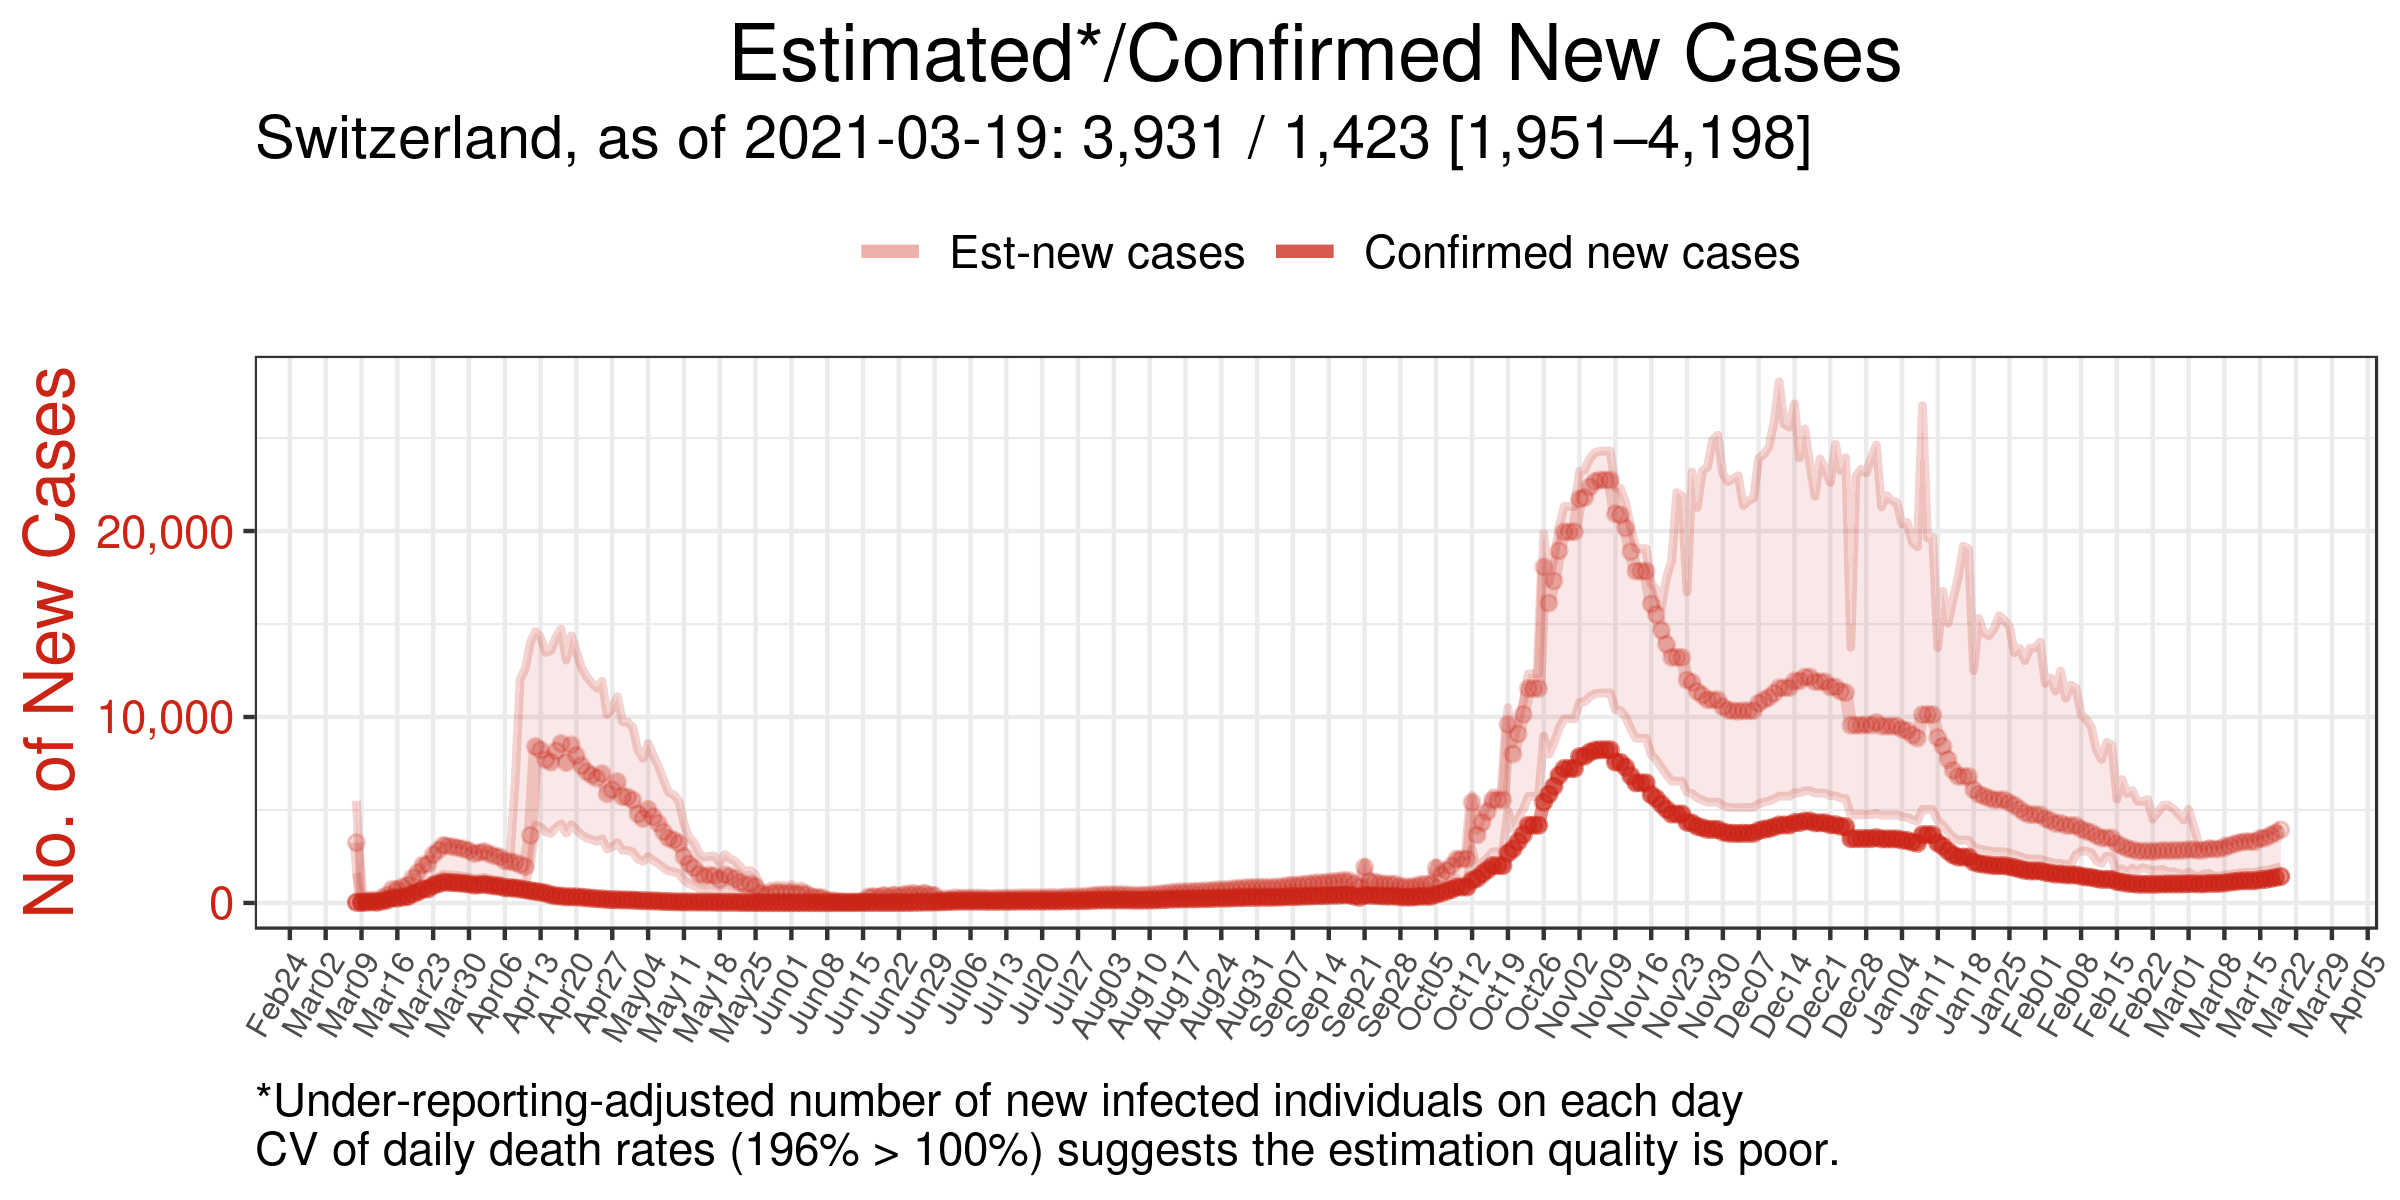 Estimated*/Confirmed New Cases
Switzerland, as of 2021-03-19: 3,931 / 1,423 [1,951–4,198]
Est-new cases Confirmed new cases
No. of New Cases
20,000
10,000
0
Feb24 Mar02 Mar09 Mar16 Mar23 Mar30 Apr06 Apr13 Apr20 Apr27 May04 May11 May18 May25 Jun01 Jun08 Jun15 Jun22 Jun29 Jul06 Jul13 Jul20 Jul27 Aug03 Aug10 Aug17 Aug24 Aug31 Sep07 Sep14 Sep21 Sep28 Oct05 Oct12 Oct19 Oct26 Nov02 Nov09 Nov16 Nov23 Nov30 Dec07 Dec14 Dec21 Dec28 Jan04 Jan11 Jan18 Jan25 Feb01 Feb08 Feb15 Feb22 Mar01 Mar08 Mar15 Mar22 Mar29 Apr05
*Under-reporting-adjusted number of new infected individuals on each day
CV of daily death rates (196% > 100%) suggests the estimation quality is poor.